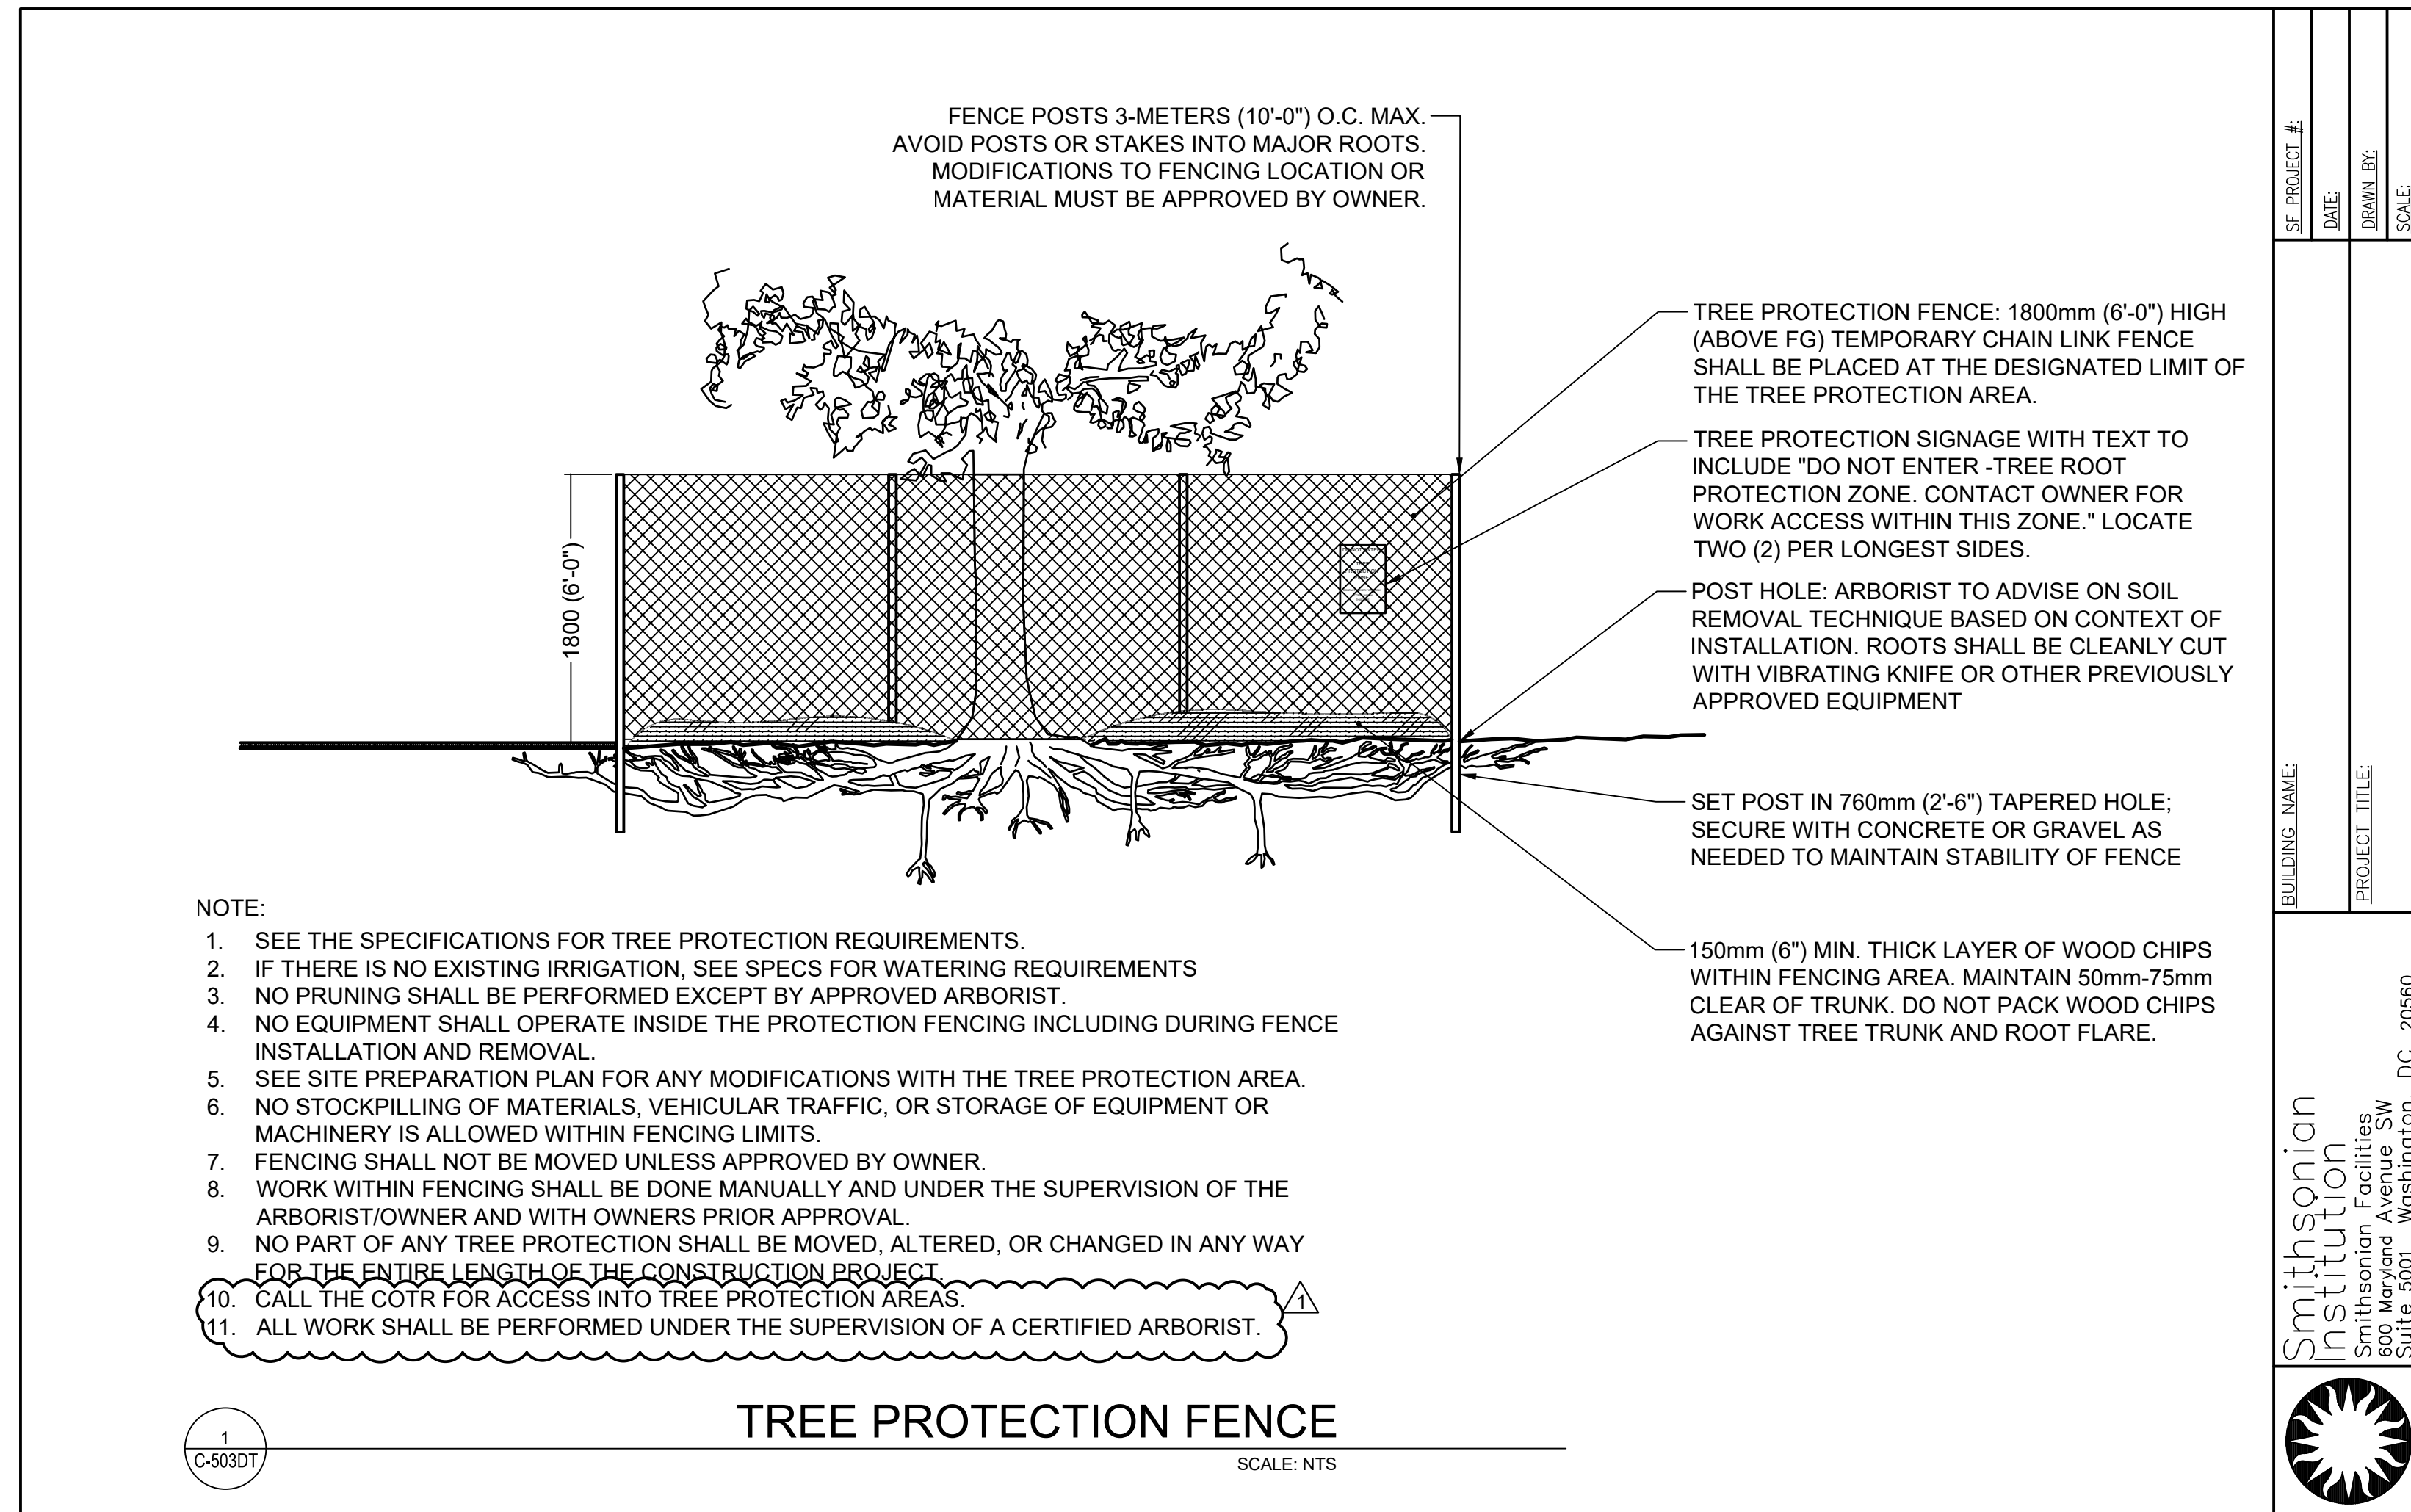 FENCE POSTS 3-METERS (10'-0") O.C. MAX.
AVOID POSTS OR STAKES INTO MAJOR ROOTS.
MODIFICATIONS TO FENCING LOCATION OR
MATERIAL MUST BE APPROVED BY OWNER.
TREE PROTECTION FENCE: 1800mm (6'-0") HIGH
(ABOVE FG) TEMPORARY CHAIN LINK FENCE
SHALL BE PLACED AT THE DESIGNATED LIMIT OF
THE TREE PROTECTION AREA.
TREE PROTECTION SIGNAGE WITH TEXT TO
INCLUDE "DO NOT ENTER -TREE ROOT
PROTECTION ZONE. CONTACT OWNER FOR
WORK ACCESS WITHIN THIS ZONE." LOCATE
TWO (2) PER LONGEST SIDES.
POST HOLE: ARBORIST TO ADVISE ON SOIL
REMOVAL TECHNIQUE BASED ON CONTEXT OF
INSTALLATION. ROOTS SHALL BE CLEANLY CUT
WITH VIBRATING KNIFE OR OTHER PREVIOUSLY
APPROVED EQUIPMENT
SET POST IN 760mm (2'-6") TAPERED HOLE;
SECURE WITH CONCRETE OR GRAVEL AS
NEEDED TO MAINTAIN STABILITY OF FENCE
150mm (6") MIN. THICK LAYER OF WOOD CHIPS
WITHIN FENCING AREA. MAINTAIN 50mm-75mm
CLEAR OF TRUNK. DO NOT PACK WOOD CHIPS
AGAINST TREE TRUNK AND ROOT FLARE.
1800 (6'-0")
NOTE:
1. SEE THE SPECIFICATIONS FOR TREE PROTECTION REQUIREMENTS.
2. IF THERE IS NO EXISTING IRRIGATION, SEE SPECS FOR WATERING REQUIREMENTS
3. NO PRUNING SHALL BE PERFORMED EXCEPT BY APPROVED ARBORIST.
4. NO EQUIPMENT SHALL OPERATE INSIDE THE PROTECTION FENCING INCLUDING DURING FENCE
INSTALLATION AND REMOVAL.
5. SEE SITE PREPARATION PLAN FOR ANY MODIFICATIONS WITH THE TREE PROTECTION AREA.
6. NO STOCKPILLING OF MATERIALS, VEHICULAR TRAFFIC, OR STORAGE OF EQUIPMENT OR
MACHINERY IS ALLOWED WITHIN FENCING LIMITS.
7. FENCING SHALL NOT BE MOVED UNLESS APPROVED BY OWNER.
8. WORK WITHIN FENCING SHALL BE DONE MANUALLY AND UNDER THE SUPERVISION OF THE
ARBORIST/OWNER AND WITH OWNERS PRIOR APPROVAL.
9. NO PART OF ANY TREE PROTECTION SHALL BE MOVED, ALTERED, OR CHANGED IN ANY WAY
FOR THE ENTIRE LENGTH OF THE CONSTRUCTION PROJECT.
10. CALL THE COTR FOR ACCESS INTO TREE PROTECTION AREAS.
11. ALL WORK SHALL BE PERFORMED UNDER THE SUPERVISION OF A CERTIFIED ARBORIST.
1
TREE PROTECTION FENCE
SCALE: NTS
1
C-503DT
SF PROJECT #:
DATE:
DRAWN BY:
SCALE:
BUILDING NAME:
PROJECT TITLE:
Smithsonian
Institution
Smithsonian Facilities
600 Maryland Avenue SW
Suite 5001 Washington DC 20560